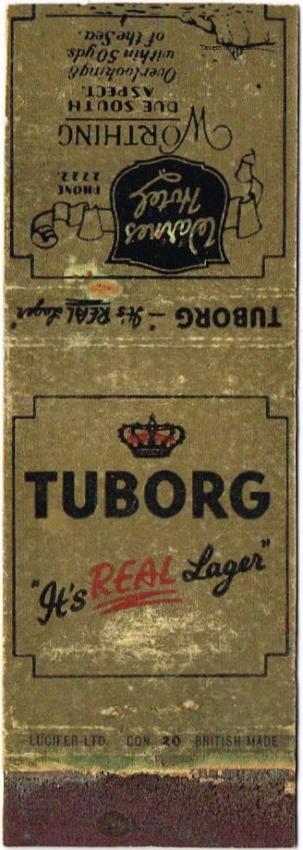 Warnes
Hotel
PHONE
2222
WORTHING
DUE SOUTH
ASPECT.
Overlooking &
within 50 yds.
of the Sea.
TUBORG — "It's REAL Lager"
TUBORG
"It's REAL Lager"
LUCIFER LTD. CON. 20 BRITISH MADE